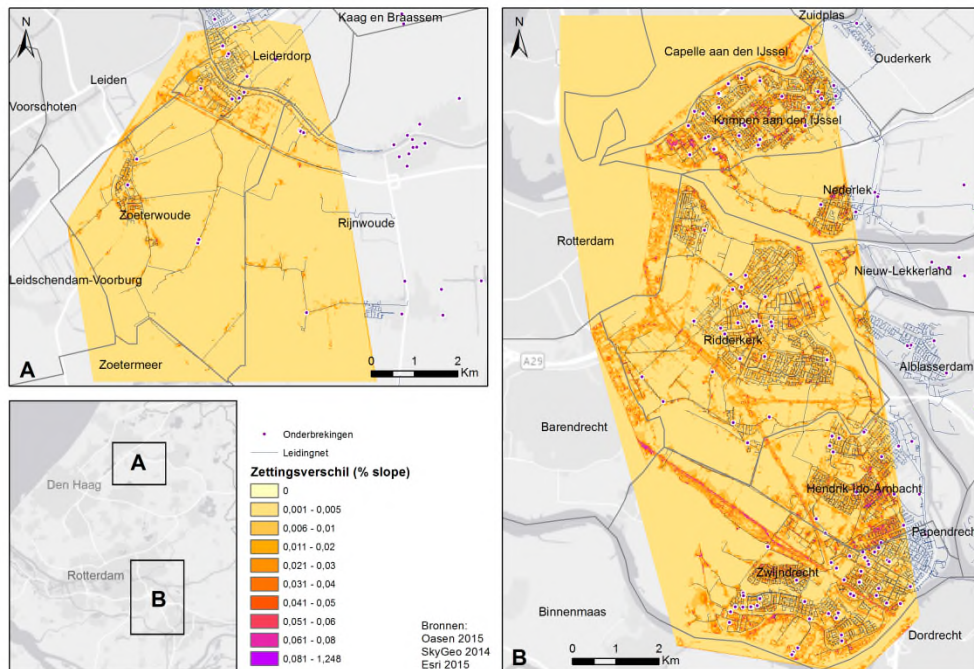 N
Kaag en Braassem
Leiderdorp
Leiden
Voorschoten
Zoeterwoude
Rijnwoude
Leidschendam-Voorburg
Zoetermeer
A
0 1 2
Km
A
Den Haag
Rotterdam
B
Onderbrekingen
Leidingnet
Zettingsverschil (% slope)
0
0,001 - 0,005
0,006 - 0,01
0,011 - 0,02
0,021 - 0,03
0,031 - 0,04
0,041 - 0,05
0,051 - 0,06
0,061 - 0,08
0,081 - 1,248
Bronnen:
Oasen 2015
SkyGeo 2014
Esri 2015
N
Zuidplas
Capelle aan den IJssel
Ouderkerk
Krimpen aan den IJssel
Nederlek
Rotterdam
Nieuw-Lekkerland
Ridderkerk
A29
Alblasserdam
Barendrecht
Hendrik-Ido-Ambacht
Papendrecht
Zwijndrecht
Binnenmaas
Dordrecht
B
0 1 2
Km